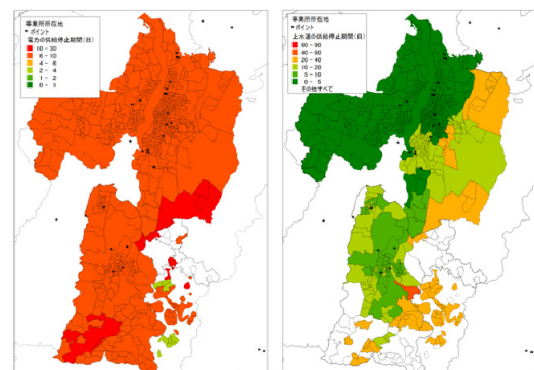 事業所所在地
ポイント
電力の供給停止期間(日)
10 - 30
6 - 10
4 - 6
2 - 4
1 - 2
0 - 1
事業所所在地
ポイント
上水道の供給停止期間(日)
60 - 90
40 - 60
20 - 40
10 - 20
5 - 10
0 - 5
その他すべて